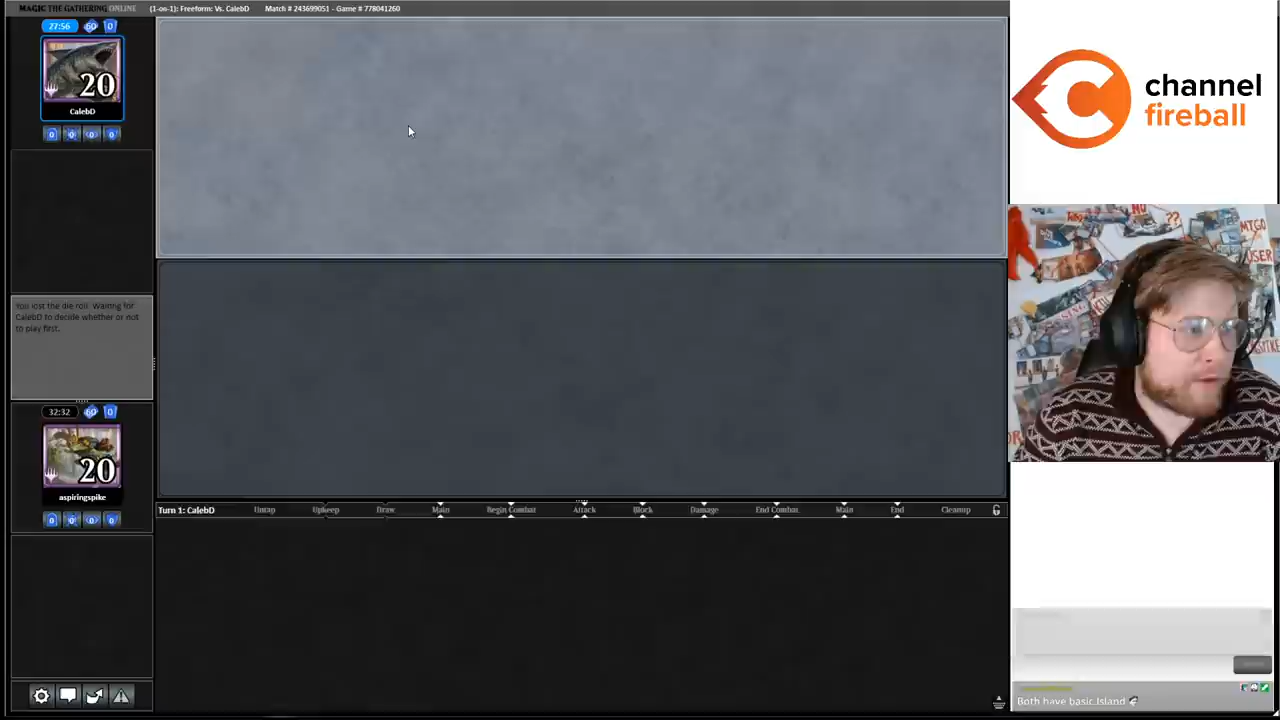 MAGIC THE GATHERING ONLINE (1-on-1): Freeform: Vs. CalebD Match # 243699051 - Game # 778041260
27:56 60 0
20
CalebD
0 0 0 0
You lost the die roll. Waiting for
CalebD to decide whether or not
to play first.
32:32 60 0
20
aspiringspike
0 0 0 0
Turn 1: CalebD Untap Upkeep Draw Main Begin Combat Attack Block Damage End Combat Main End Cleanup
channel
fireball
MTGO
USER
Both have basic Island